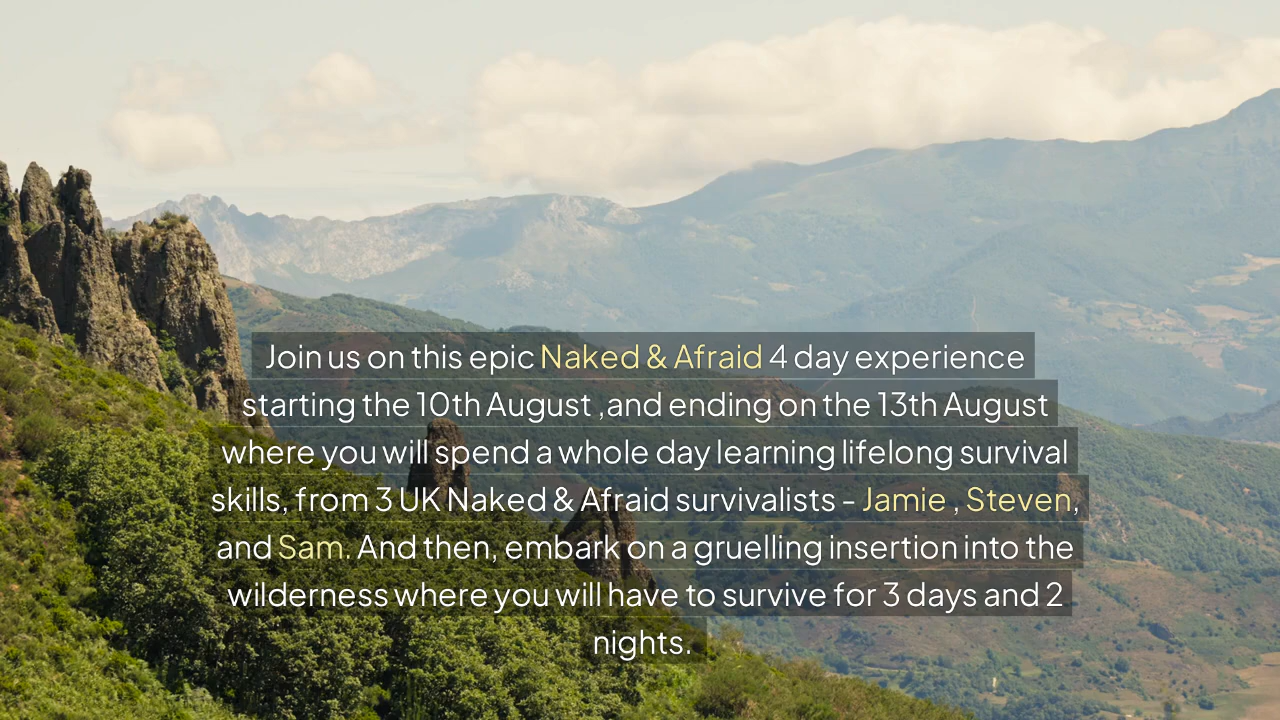 Join us on this epic Naked & Afraid 4 day experience
starting the 10th August ,and ending on the 13th August
where you will spend a whole day learning lifelong survival
skills, from 3 UK Naked & Afraid survivalists - Jamie , Steven,
and Sam. And then, embark on a gruelling insertion into the
wilderness where you will have to survive for 3 days and 2
nights.